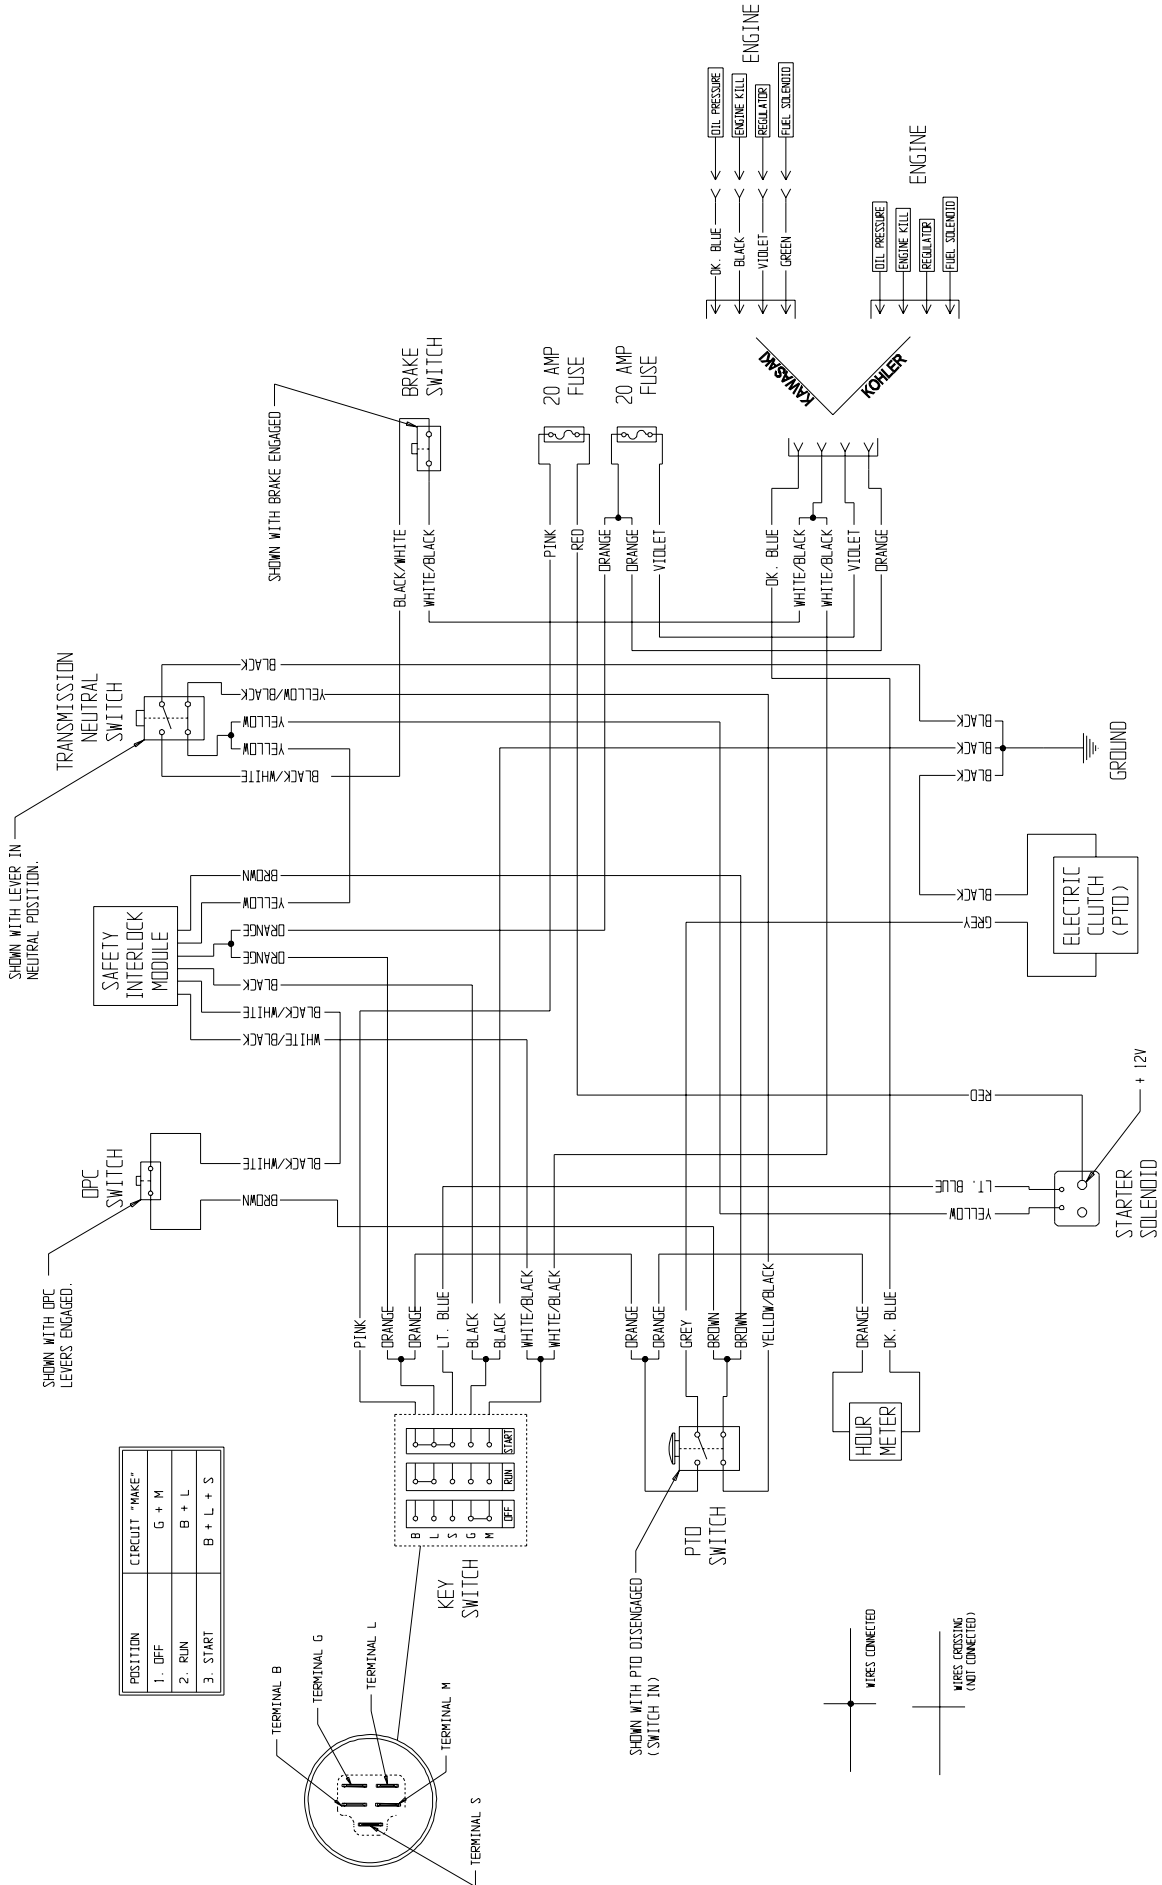 ENGINE
OIL PRESSURE
ENGINE KILL
REGULATOR
FUEL SOLENOID
DK. BLUE
BLACK
VIOLET
GREEN
ENGINE
OIL PRESSURE
ENGINE KILL
REGULATOR
FUEL SOLENOID
KAWASAKI
KOHLER
BRAKE
SWITCH
SHOWN WITH BRAKE ENGAGED
20 AMP
FUSE
20 AMP
FUSE
BLACK/WHITE
WHITE/BLACK
PINK
RED
ORANGE
ORANGE
VIOLET
DK. BLUE
WHITE/BLACK
WHITE/BLACK
VIOLET
ORANGE
TRANSMISSION
NEUTRAL
SWITCH
SHOWN WITH LEVER IN
NEUTRAL POSITION.
BLACK
YELLOW/BLACK
YELLOW
YELLOW
BLACK/WHITE
BLACK
BLACK
BLACK
GROUND
SAFETY
INTERLOCK
MODULE
BROWN
YELLOW
ORANGE
ORANGE
BLACK
BLACK/WHITE
WHITE/BLACK
BLACK
GREY
ELECTRIC
CLUTCH
(PTO)
OPC
SWITCH
SHOWN WITH OPC
LEVERS ENGAGED.
BLACK/WHITE
BROWN
RED
LT. BLUE
YELLOW
+ 12V
STARTER
SOLENOID
PINK
ORANGE
ORANGE
LT. BLUE
BLACK
BLACK
WHITE/BLACK
WHITE/BLACK
ORANGE
ORANGE
GREY
BROWN
BROWN
YELLOW/BLACK
ORANGE
DK. BLUE
HOUR
METER
KEY
SWITCH
B
L
S
G
M
OFF
RUN
START
PTO
SWITCH
SHOWN WITH PTO DISENGAGED
(SWITCH IN)
POSITION CIRCUIT "MAKE"
1. OFF G + M
2. RUN B + L
3. START B + L + S
TERMINAL B
TERMINAL G
TERMINAL L
TERMINAL M
TERMINAL S
WIRES CONNECTED
WIRES CROSSING
(NOT CONNECTED)